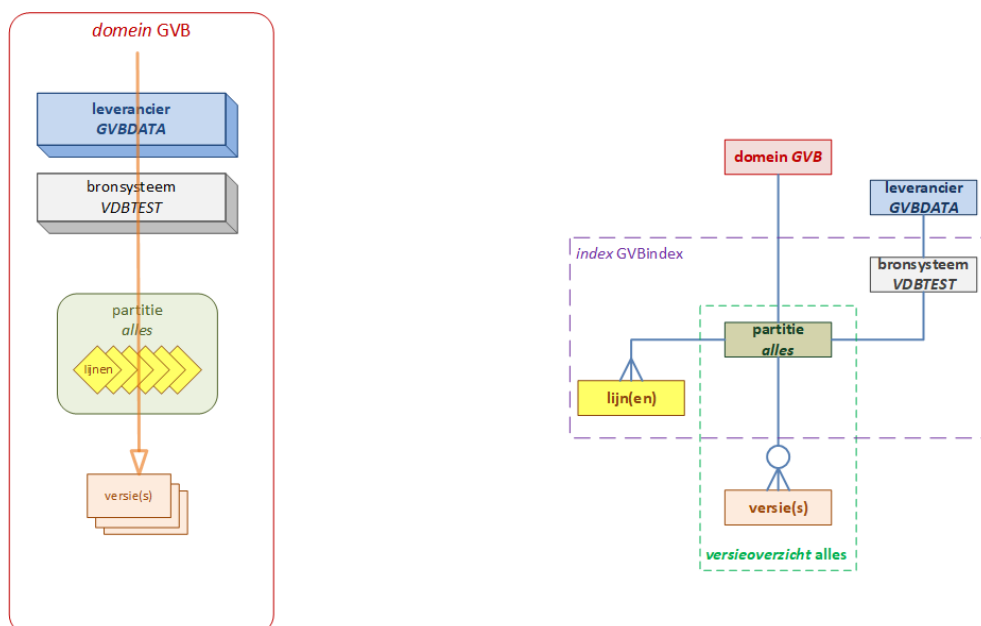 domein GVB
leverancier
GVBDATA
bronsysteem
VDBTEST
partitie
alles
lijnen
versie(s)
domein GVB
leverancier
GVBDATA
index GVBindex
bronsysteem
VDBTEST
partitie
alles
lijn(en)
versie(s)
versieoverzicht alles